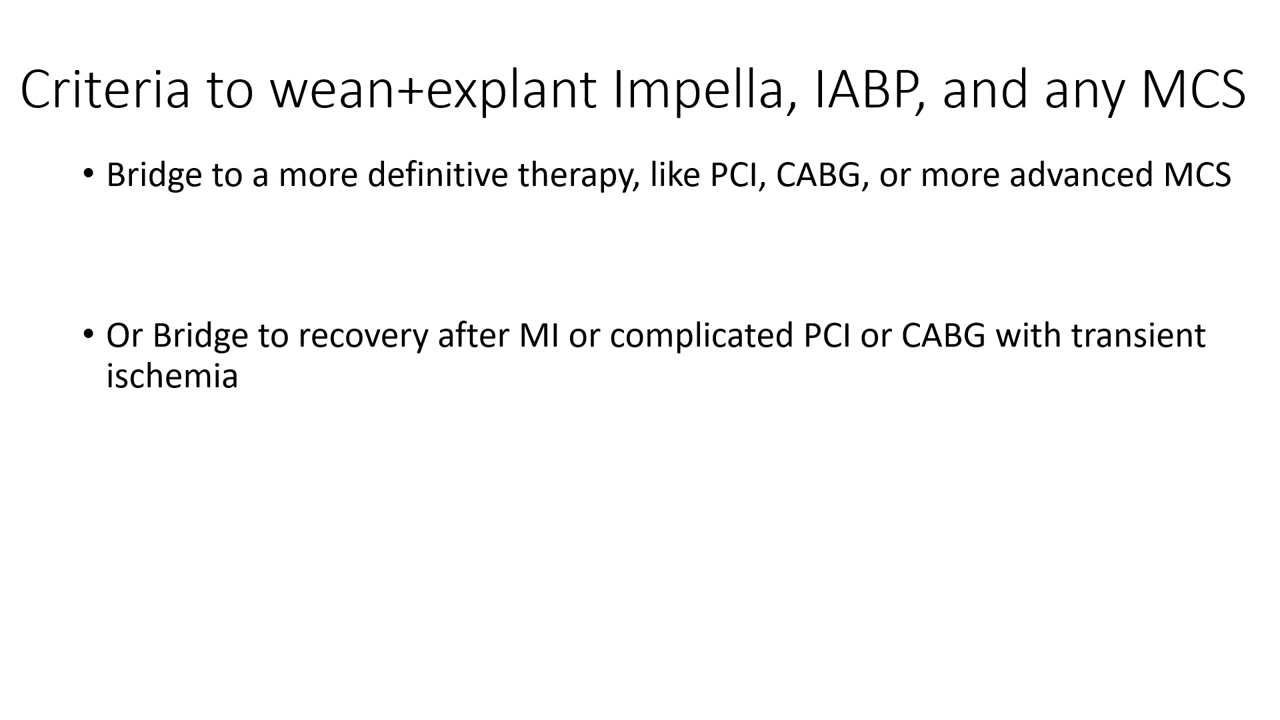 Criteria to wean+explant Impella, IABP, and any MCS
• Bridge to a more definitive therapy, like PCI, CABG, or more advanced MCS
• Or Bridge to recovery after MI or complicated PCI or CABG with transient
ischemia